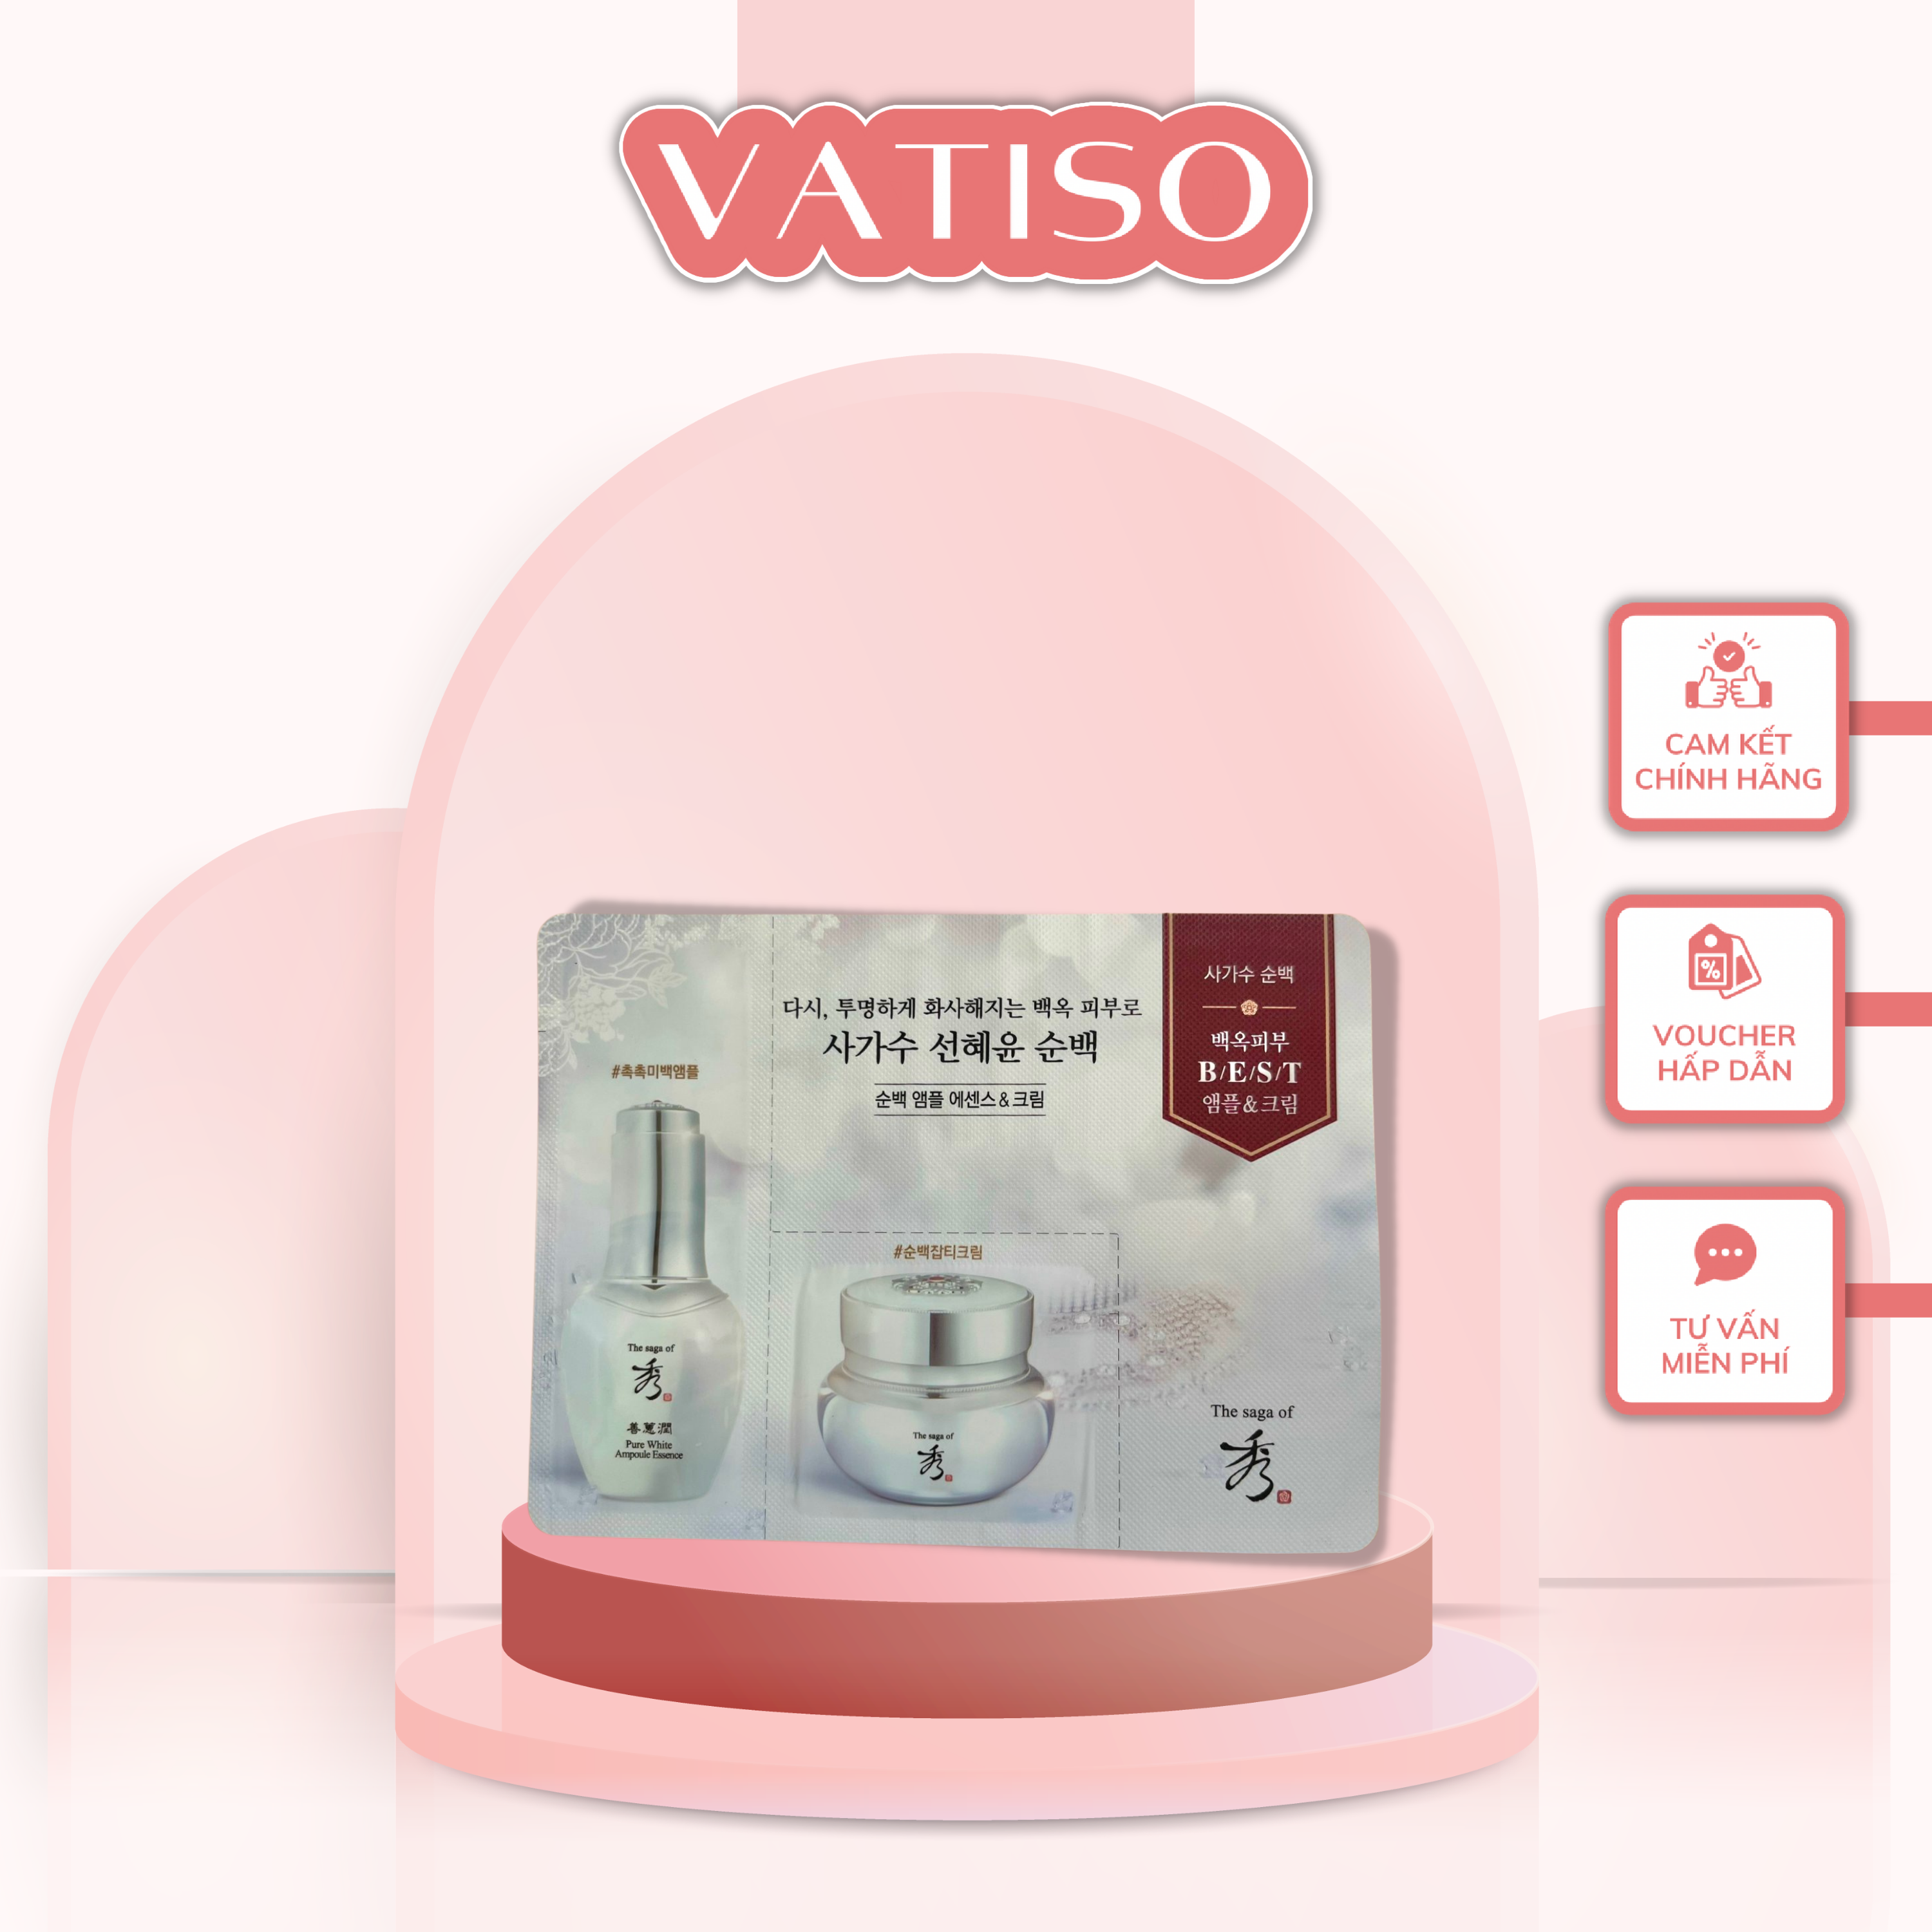 VATISO
다시, 투명하게 화사해지는 백옥 피부로
사가수 선혜윤 순백
순백 앰플 에센스 & 크림
사가수 순백
백옥피부
B/E/S/T
앰플&크림
#촉촉미백앰플
The saga of
秀
善蕙潤
Pure White
Ampoule Essence
#순백잡티크림
The saga of
秀
The saga of
秀
CAM KẾT
CHÍNH HÃNG
%
VOUCHER
HẤP DẪN
TƯ VẤN
MIỄN PHÍ